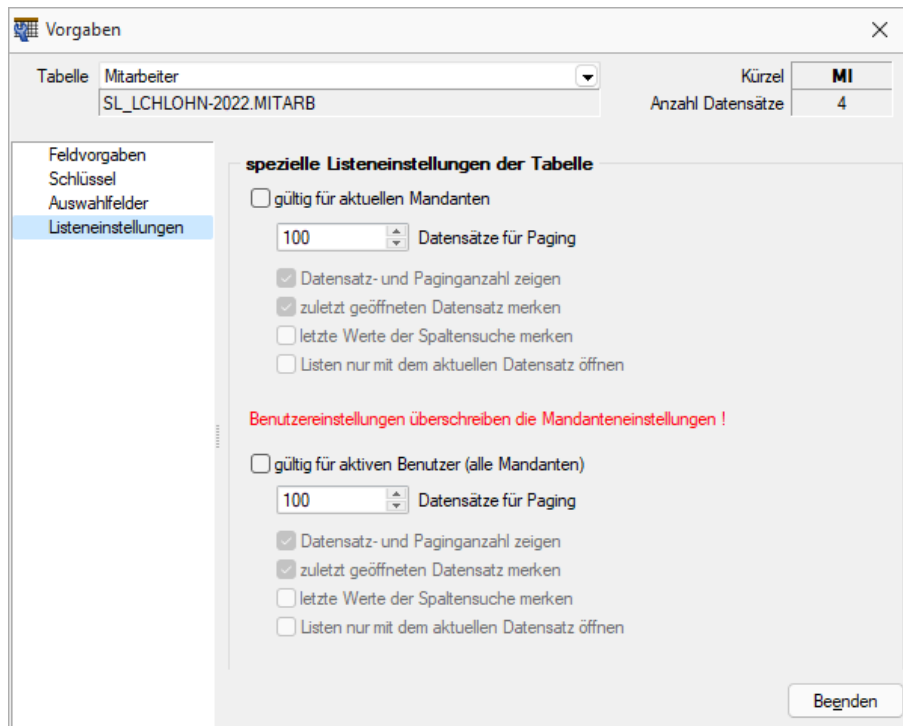 Vorgaben
Tabelle Mitarbeiter Kürzel MI
SL_LCHLOHN-2022.MITARB Anzahl Datensätze 4
Feldvorgaben
Schlüssel
Auswahlfelder
Listeneinstellungen
spezielle Listeneinstellungen der Tabelle
gültig für aktuellen Mandanten
100 Datensätze für Paging
Datensatz- und Paginganzahl zeigen
zuletzt geöffneten Datensatz merken
letzte Werte der Spaltensuche merken
Listen nur mit dem aktuellen Datensatz öffnen
Benutzereinstellungen überschreiben die Mandanteneinstellungen !
gültig für aktiven Benutzer (alle Mandanten)
100 Datensätze für Paging
Datensatz- und Paginganzahl zeigen
zuletzt geöffneten Datensatz merken
letzte Werte der Spaltensuche merken
Listen nur mit dem aktuellen Datensatz öffnen
Beenden